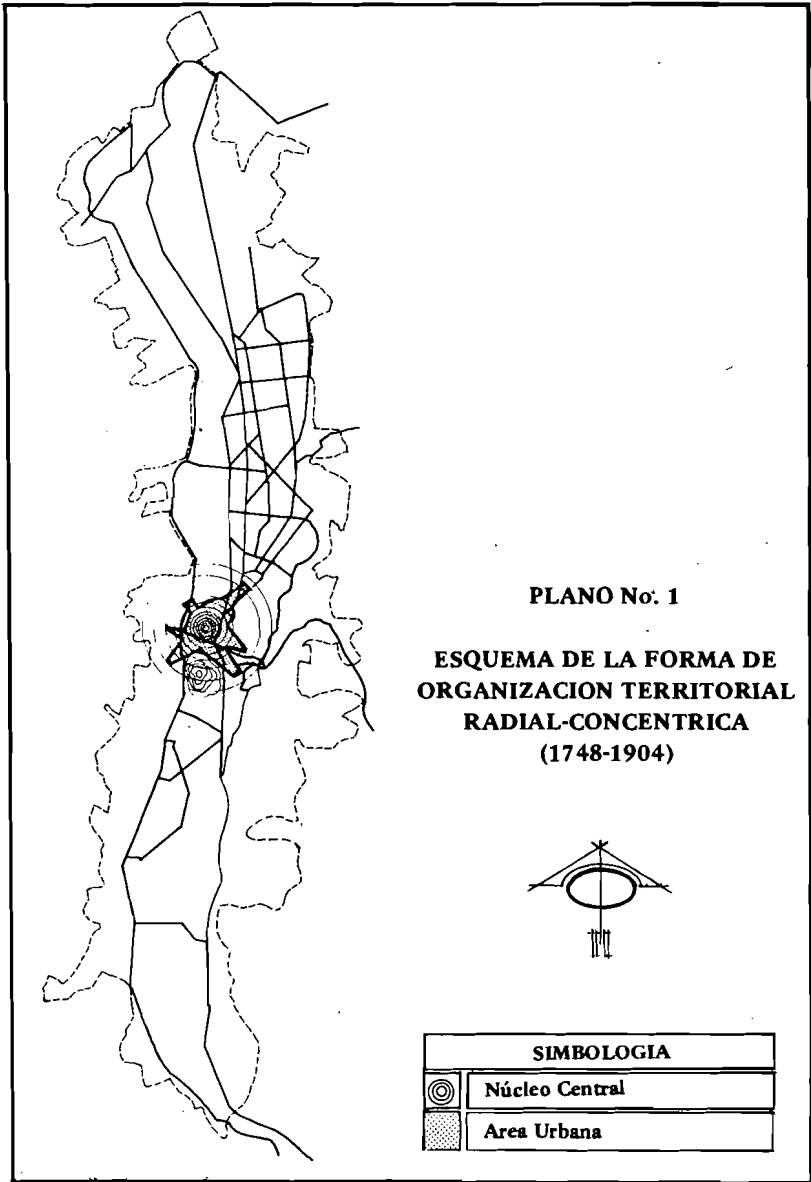 PLANO No. 1
ESQUEMA DE LA FORMA DE
ORGANIZACION TERRITORIAL
RADIAL-CONCENTRICA
(1748-1904)
SIMBOLOGIA
Núcleo Central
Area Urbana